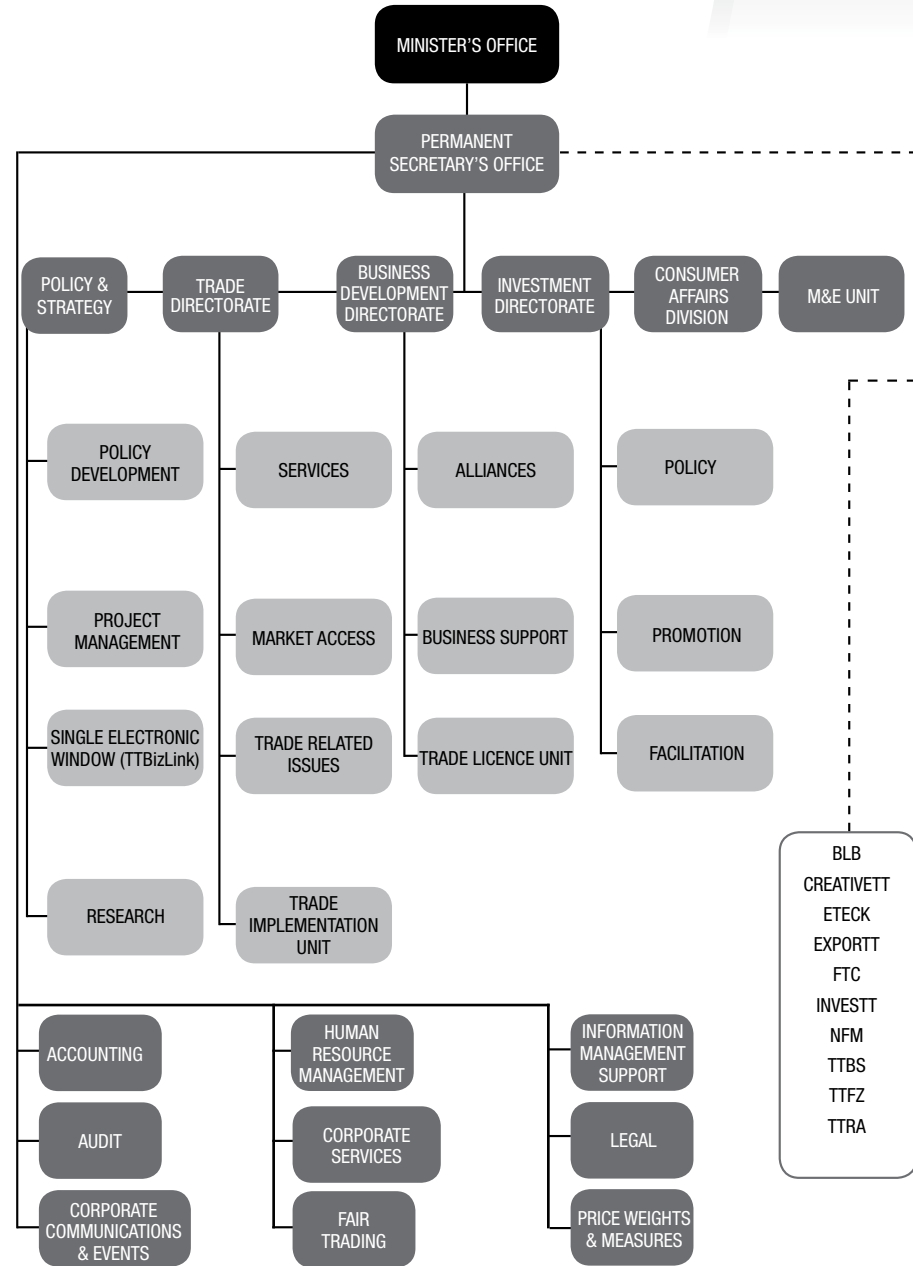 MINISTER'S OFFICE
PERMANENT
SECRETARY'S OFFICE
POLICY &
STRATEGY
TRADE
DIRECTORATE
BUSINESS
DEVELOPMENT
DIRECTORATE
INVESTMENT
DIRECTORATE
CONSUMER
AFFAIRS
DIVISION
M&E UNIT
POLICY
DEVELOPMENT
SERVICES
ALLIANCES
POLICY
PROJECT
MANAGEMENT
MARKET ACCESS
BUSINESS SUPPORT
PROMOTION
SINGLE ELECTRONIC
WINDOW (TTBizLink)
TRADE RELATED
ISSUES
TRADE LICENCE UNIT
FACILITATION
RESEARCH
TRADE
IMPLEMENTATION
UNIT
BLB
CREATIVETT
ETECK
EXPORTT
FTC
INVESTT
NFM
TTBS
TTFZ
TTRA
ACCOUNTING
HUMAN
RESOURCE
MANAGEMENT
INFORMATION
MANAGEMENT
SUPPORT
AUDIT
CORPORATE
SERVICES
LEGAL
CORPORATE
COMMUNICATIONS
& EVENTS
FAIR
TRADING
PRICE WEIGHTS
& MEASURES